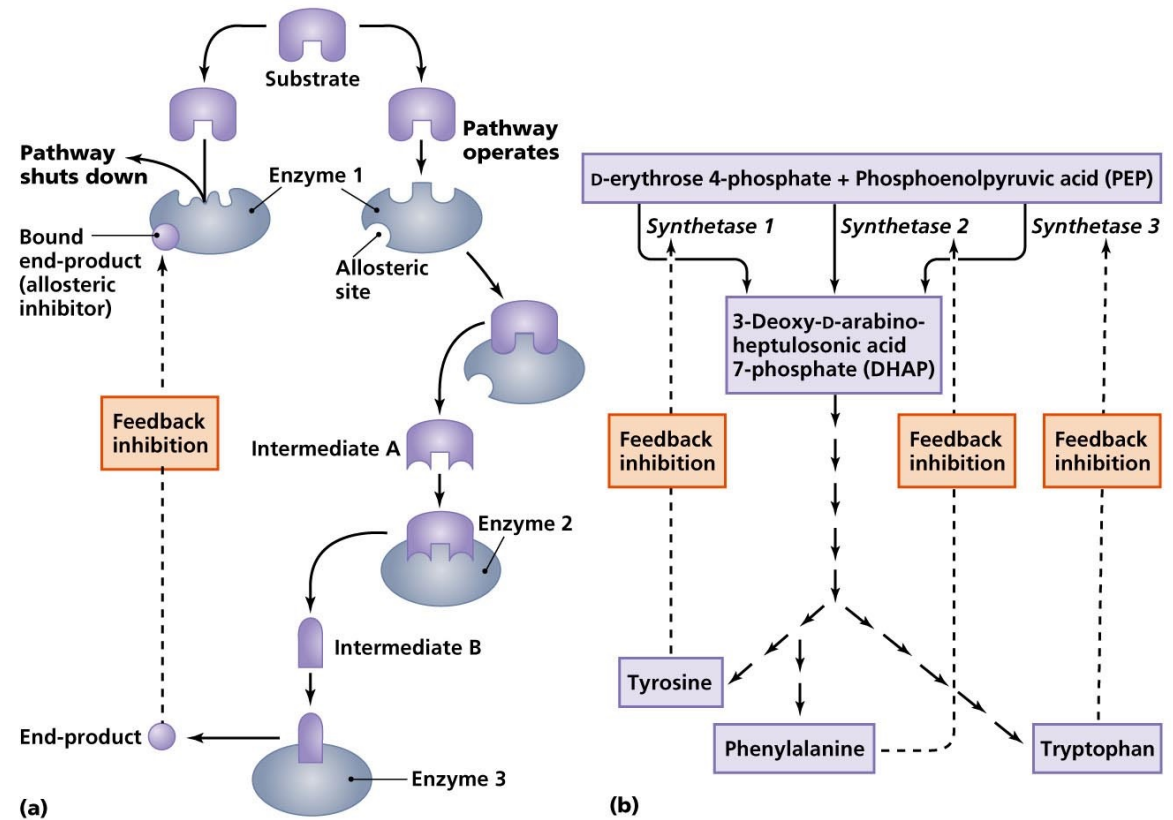 Substrate
Pathway
operates
Pathway
shuts down
Enzyme 1
Bound
end-product
(allosteric
inhibitor)
Allosteric
site
Feedback
inhibition
Intermediate A
Enzyme 2
Intermediate B
End-product
Enzyme 3
(a)
D-erythrose 4-phosphate + Phosphoenolpyruvic acid (PEP)
Synthetase 1
Synthetase 2
Synthetase 3
3-Deoxy-D-arabino-
heptulosonic acid
7-phosphate (DHAP)
Feedback
inhibition
Feedback
inhibition
Feedback
inhibition
Tyrosine
Phenylalanine
Tryptophan
(b)